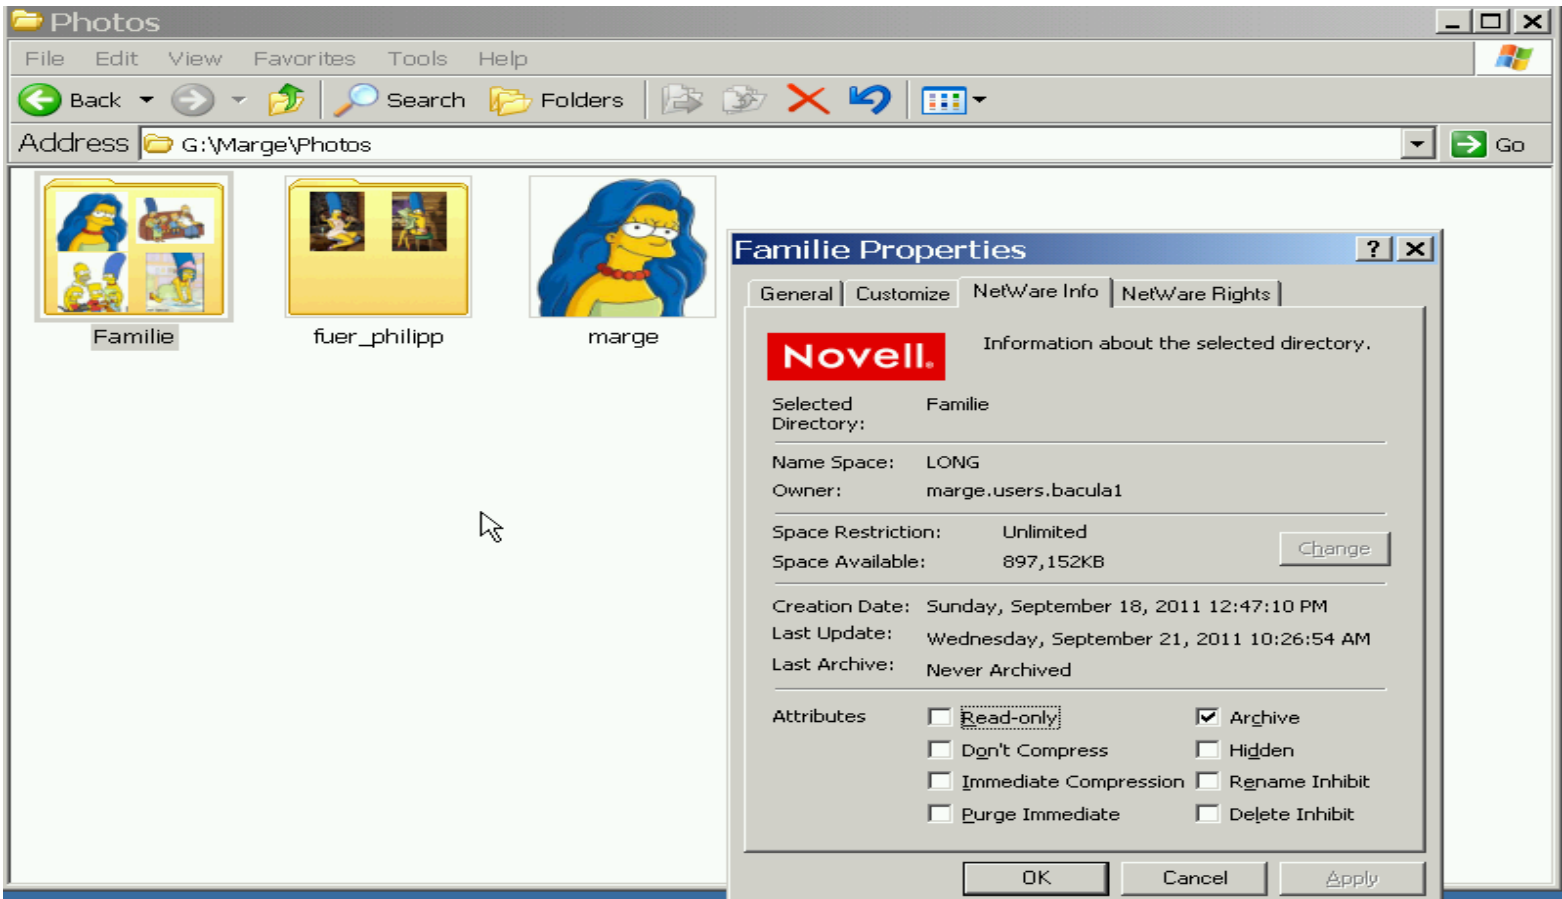 Photos
File Edit View Favorites Tools Help
Back Search Folders
Address G:\Marge\Photos Go
Familie fuer_philipp marge
Familie Properties
General Customize NetWare Info NetWare Rights
Novell. Information about the selected directory.
Selected Directory: Familie
Name Space: LONG
Owner: marge.users.bacula1
Space Restriction: Unlimited
Space Available: 897,152KB
Change
Creation Date: Sunday, September 18, 2011 12:47:10 PM
Last Update: Wednesday, September 21, 2011 10:26:54 AM
Last Archive: Never Archived
Attributes Read-only Archive
Don't Compress Hidden
Immediate Compression Rename Inhibit
Purge Immediate Delete Inhibit
OK Cancel Apply